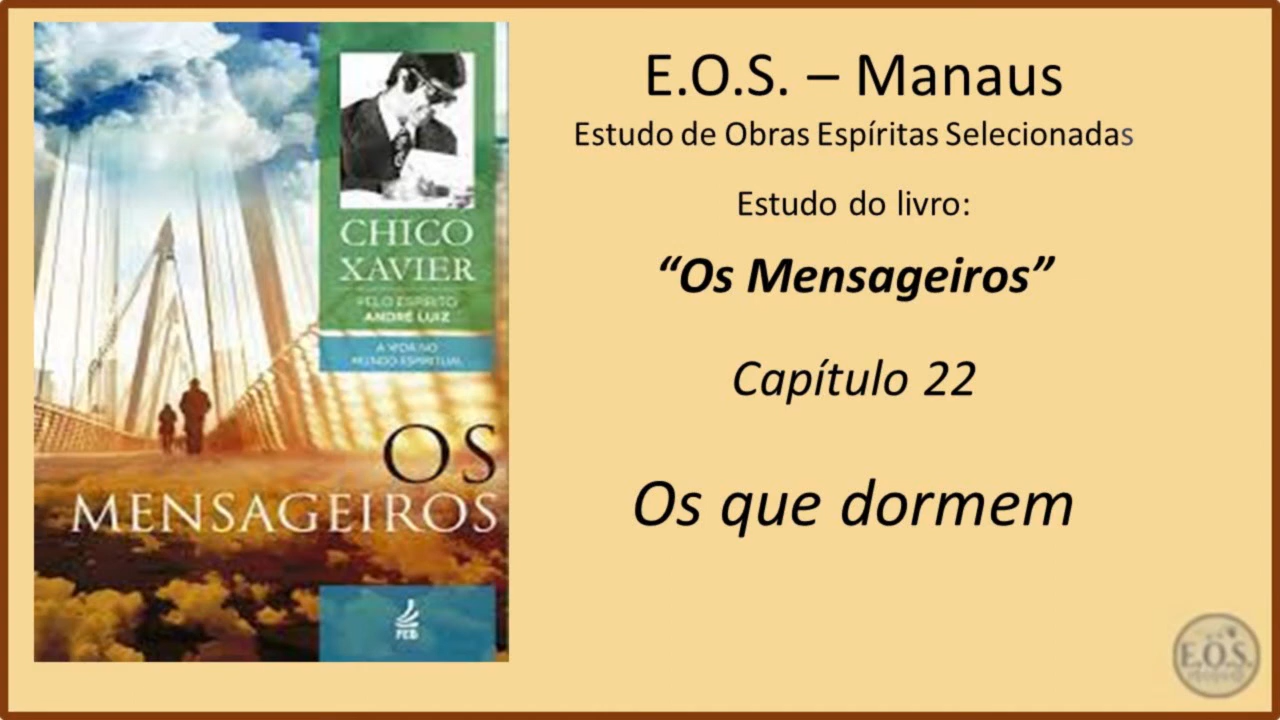 CHICO
XAVIER
PELO ESPÍRITO
ANDRÉ LUIZ
A VIDA NO
MUNDO ESPIRITUAL
OS
MENSAGEIROS
FEB
E.O.S. – Manaus
Estudo de Obras Espíritas Selecionadas
Estudo do livro:
“Os Mensageiros”
Capítulo 22
Os que dormem
E.O.S.